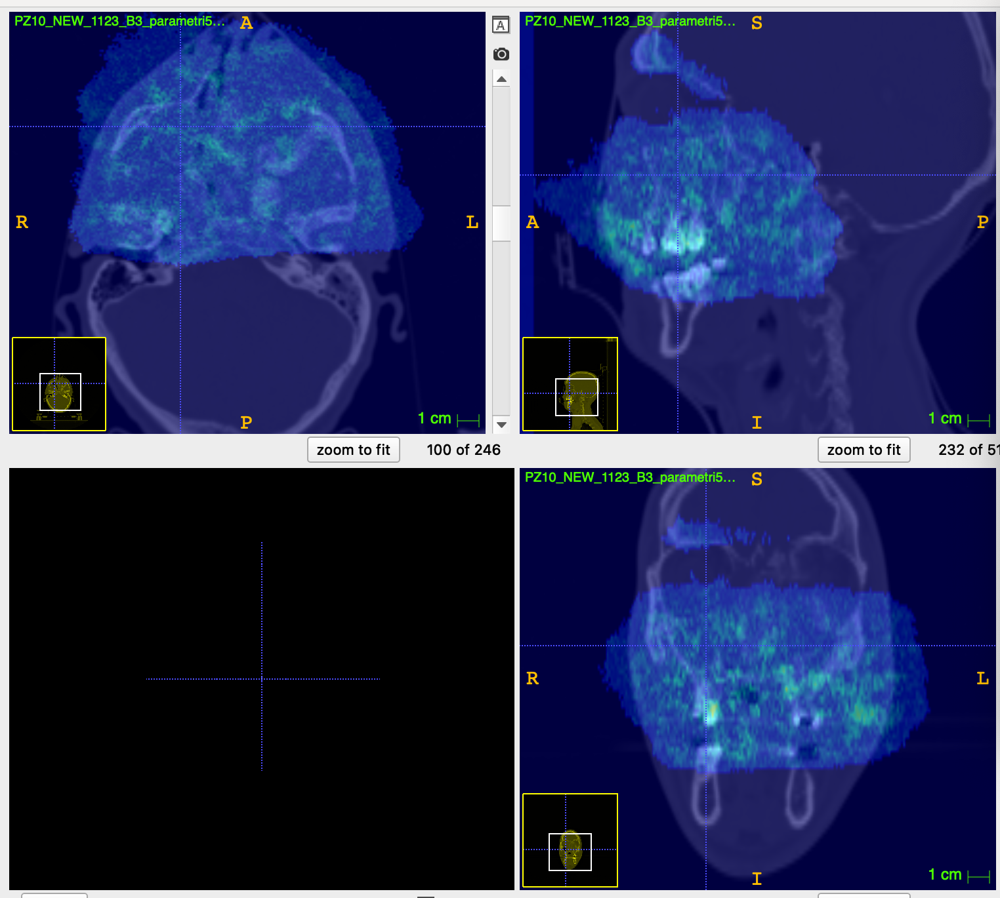 PZ10_NEW_1123_B3_parametri5...
A
R
L
P
1 cm
A
zoom to fit
100 of 246
PZ10_NEW_1123_B3_parametri5...
S
A
P
I
1 cm
zoom to fit
232 of 51
PZ10_NEW_1123_B3_parametri5...
S
R
L
I
1 cm